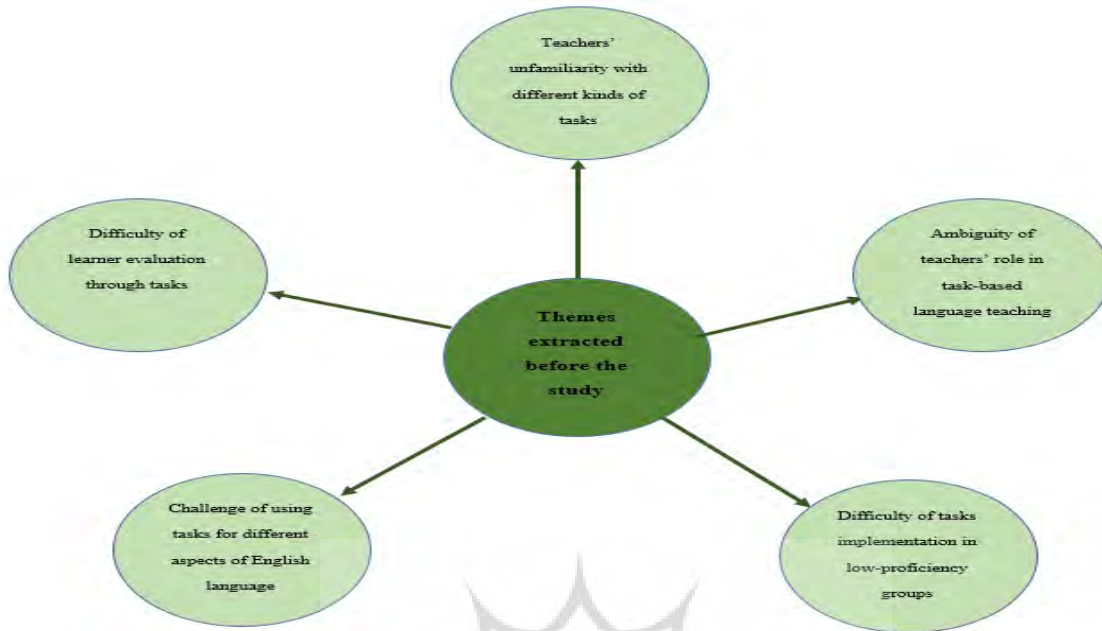 Teachers’
unfamiliarity with
different kinds of
tasks
Difficulty of
learner evaluation
through tasks
Ambiguity of
teachers’ role in
task-based
language teaching
Themes
extracted
before the
study
Challenge of using
tasks for different
aspects of English
language
Difficulty of tasks
implementation in
low-proficiency
groups